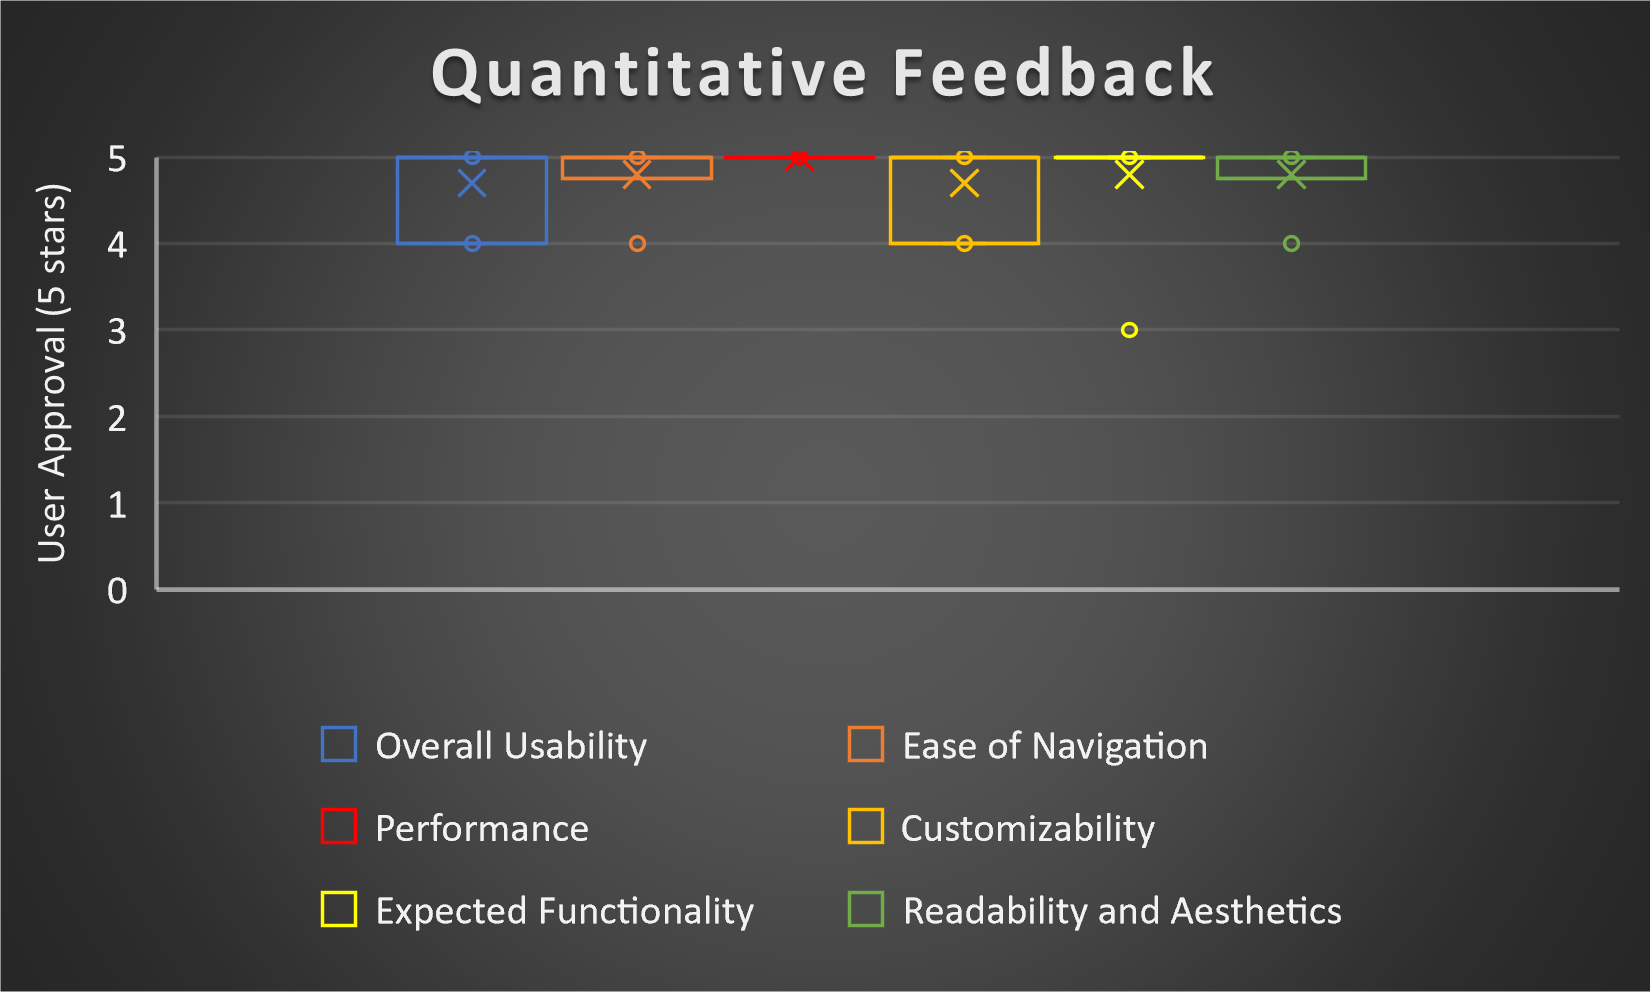 Quantitative Feedback
User Approval (5 stars)
5
4
3
2
1
0
Overall Usability
Ease of Navigation
Performance
Customizability
Expected Functionality
Readability and Aesthetics